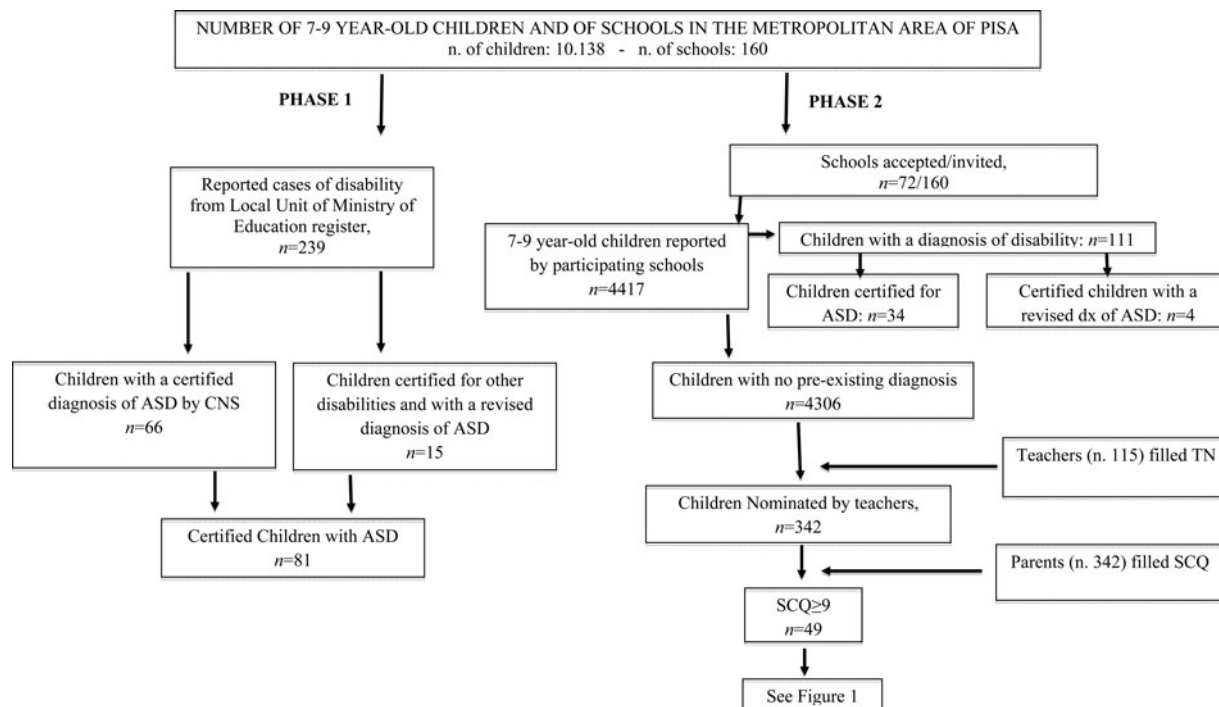 NUMBER OF 7-9 YEAR-OLD CHILDREN AND OF SCHOOLS IN THE METROPOLITAN AREA OF PISA
n. of children: 10.138 - n. of schools: 160
PHASE 1
PHASE 2
Reported cases of disability
from Local Unit of Ministry of
Education register,
n=239
Children with a certified
diagnosis of ASD by CNS
n=66
Children certified for other
disabilities and with a revised
diagnosis of ASD
n=15
Certified Children with ASD
n=81
Schools accepted/invited,
n=72/160
7-9 year-old children reported
by participating schools
n=4417
Children with a diagnosis of disability: n=111
Children certified for
ASD: n=34
Certified children with a
revised dx of ASD: n=4
Children with no pre-existing diagnosis
n=4306
Teachers (n. 115) filled TN
Children Nominated by teachers,
n=342
Parents (n. 342) filled SCQ
SCQ≥9
n=49
See Figure 1